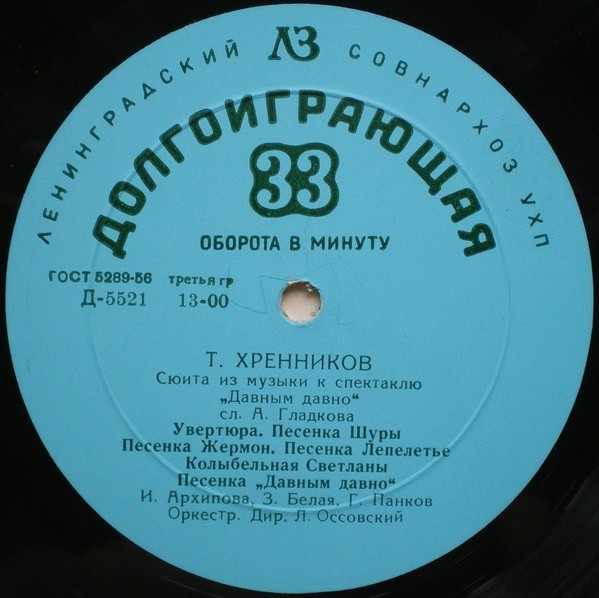 ЛЕНИНГРАДСКИЙ ЛЗ СОВНАРХОЗ УХП
ДОЛГОИГРАЮЩАЯ
33
ОБОРОТА В МИНУТУ
ГОСТ 5289-56 третья гр
Д-5521 13-00
Т. ХРЕННИКОВ
Сюита из музыки к спектаклю
„Давным давно“
сл. А. Гладкова
Увертюра. Песенка Шуры
Песенка Жермон. Песенка Лепелетье
Колыбельная Светланы
Песенка „Давным давно“
И. Архипова, З. Белая, Г. Панков
Оркестр. Дир. Л. Оссовский